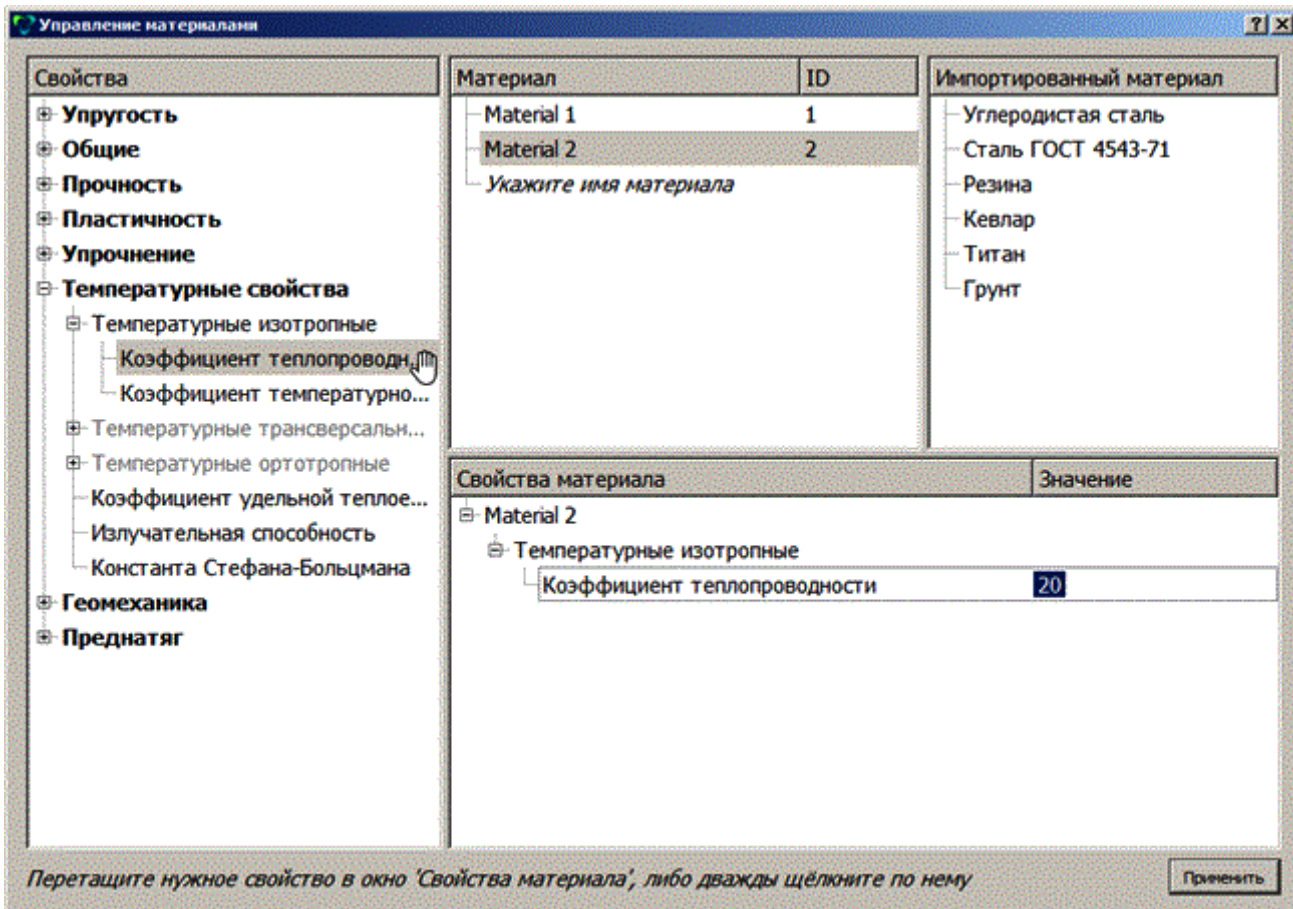 Управление материалами
Свойства
Упругость
Общие
Прочность
Пластичность
Упрочнение
Температурные свойства
Температурные изотропные
Коэффициент теплопроводн...
Коэффициент температурно...
Температурные трансверсальн...
Температурные ортотропные
Коэффициент удельной теплое...
Излучательная способность
Константа Стефана-Больцмана
Геомеханика
Преднатяг
Материал ID
Material 1 1
Material 2 2
Укажите имя материала
Импортированный материал
Углеродистая сталь
Сталь ГОСТ 4543-71
Резина
Кевлар
Титан
Грунт
Свойства материала Значение
Material 2
Температурные изотропные
Коэффициент теплопроводности 20
Перетащите нужное свойство в окно 'Свойства материала', либо дважды щёлкните по нему
Применить